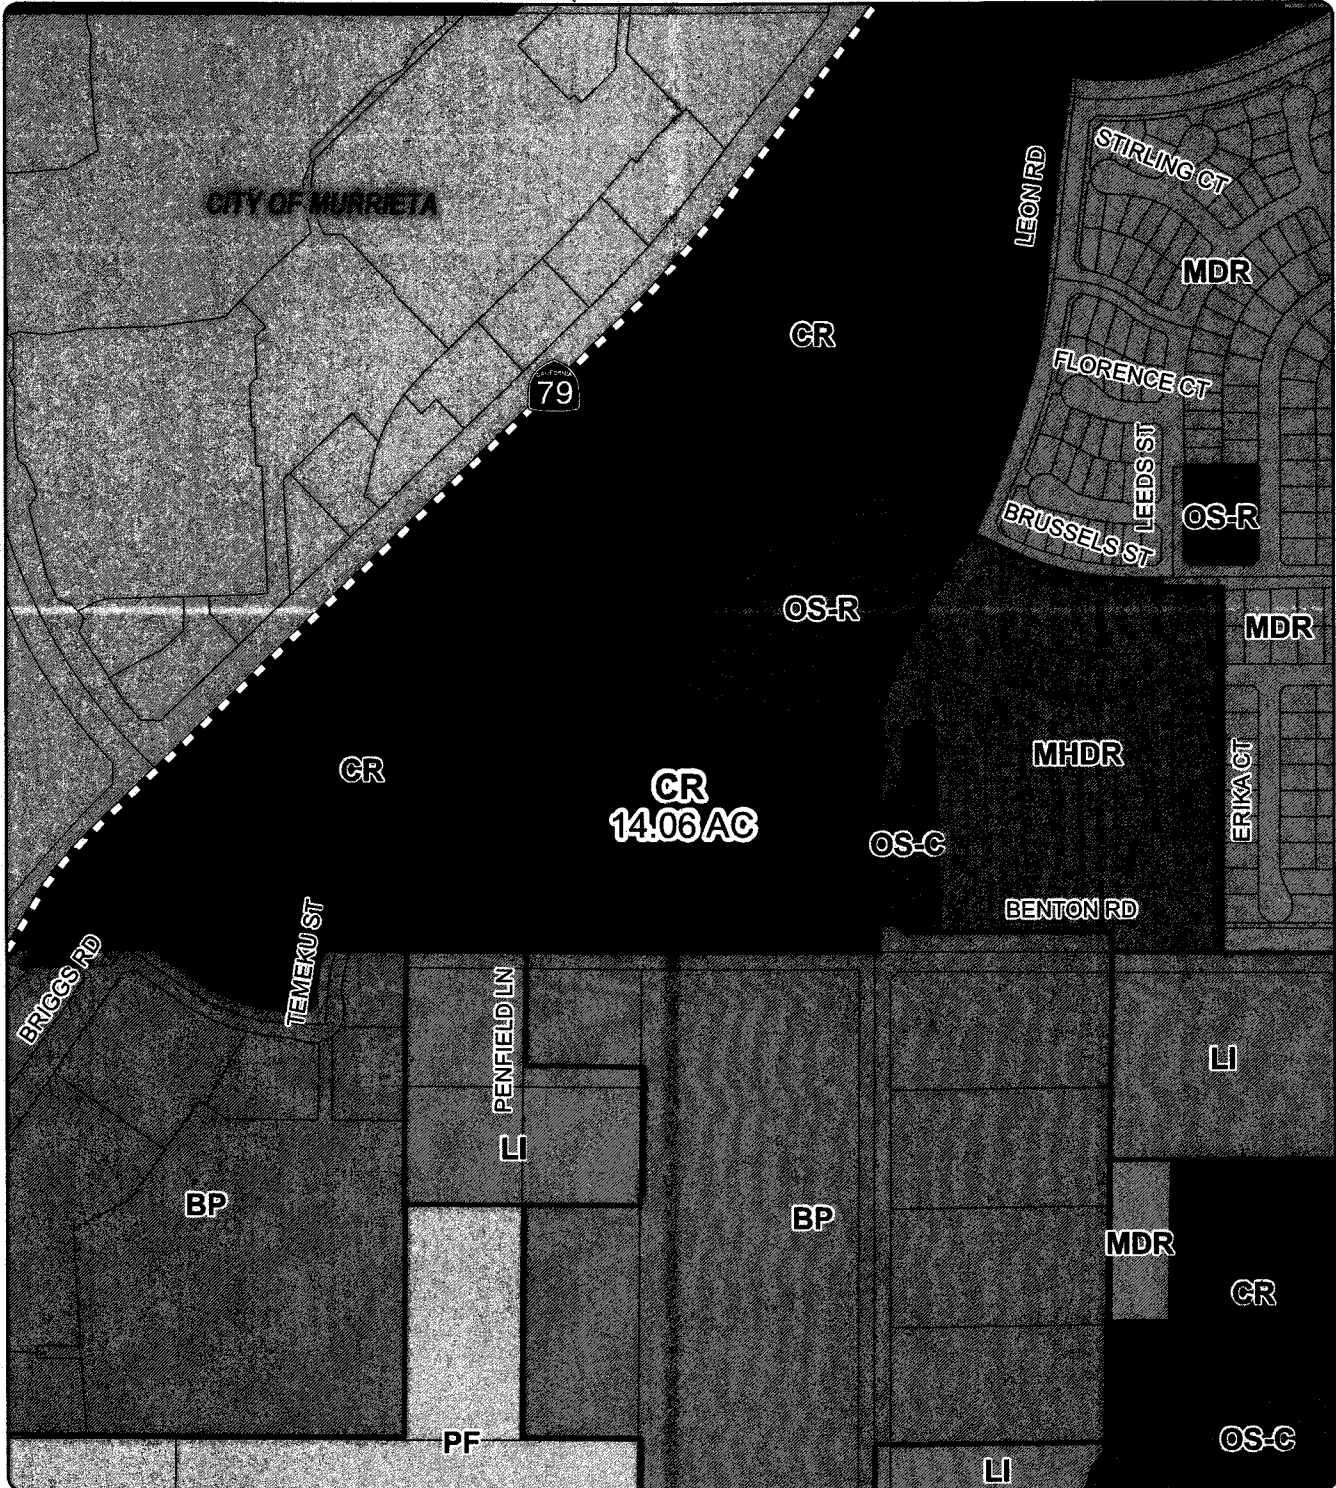 STIRLING CT
LEON RD
CITY OF MURRIETA
MDR
CR
CALIFORNIA
79
FLORENCE CT
LEEDS ST
OS-R
BRUSSELS ST
OS-R
MDR
MHDR
ERIKA CT
CR
CR
14.06 AC
OS-C
BENTON RD
TEMEKU ST
BRIGGS RD
PENFIELD LN
LI
LI
BP
BP
MDR
CR
PF
OS-C
LI